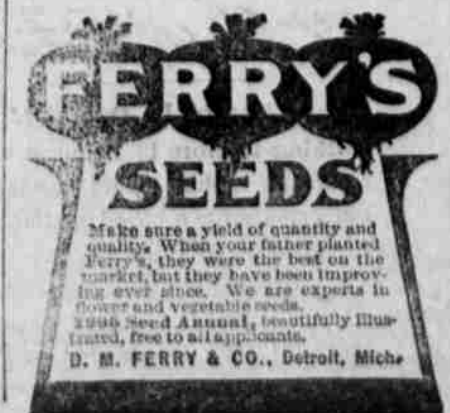 FERRY'S
SEEDS
Make sure a yield of quantity and
quality. When your father planted
Ferry's, they were the best on the
market, but they have been improv-
ing ever since. We are experts in
flower and vegetable seeds.
1906 Seed Annual, beautifully illus-
trated, free to all applicants.
D. M. FERRY & CO., Detroit, Mich.